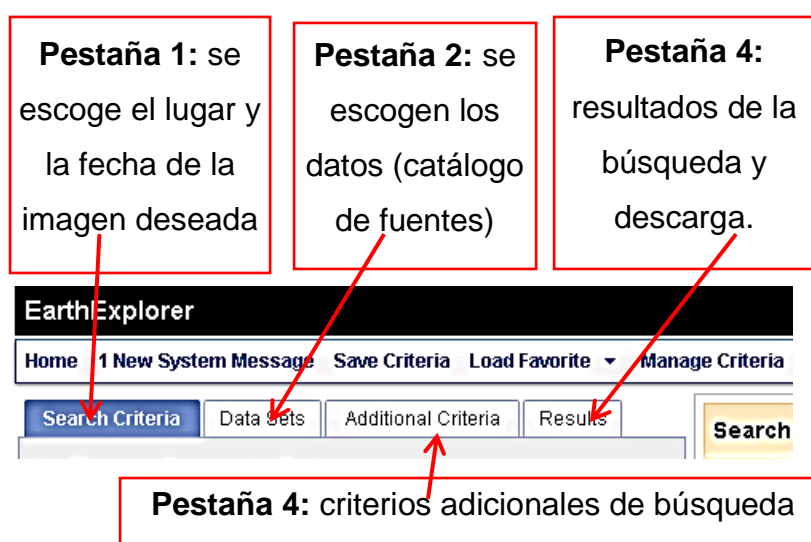 Pestaña 1: se
escoge el lugar y
la fecha de la
imagen deseada
Pestaña 2: se
escogen los
datos (catálogo
de fuentes)
Pestaña 4:
resultados de la
búsqueda y
descarga.
EarthExplorer
Home 1 New System Message Save Criteria Load Favorite Manage Criteria
Search Criteria Data Sets Additional Criteria Results
Search
Pestaña 4: criterios adicionales de búsqueda